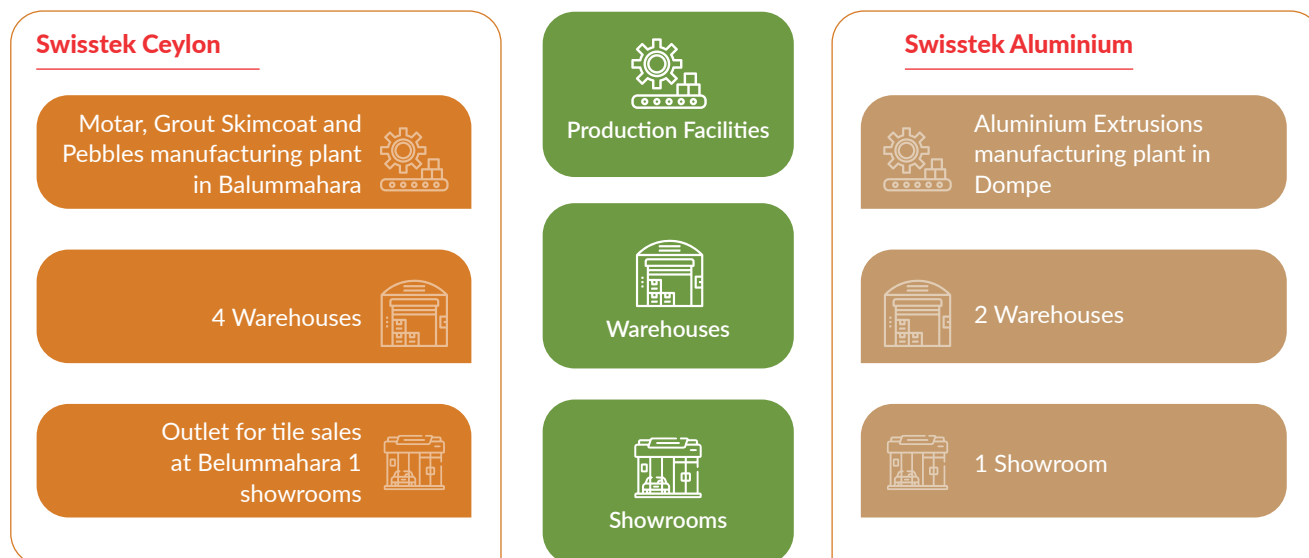 Swisstek Ceylon
Motar, Grout Skimcoat and
Pebbles manufacturing plant
in Balummahara
4 Warehouses
Outlet for tile sales
at Belummahara 1
showrooms
Production Facilities
Warehouses
Showrooms
Swisstek Aluminium
Aluminium Extrusions
manufacturing plant in
Dompe
2 Warehouses
1 Showroom